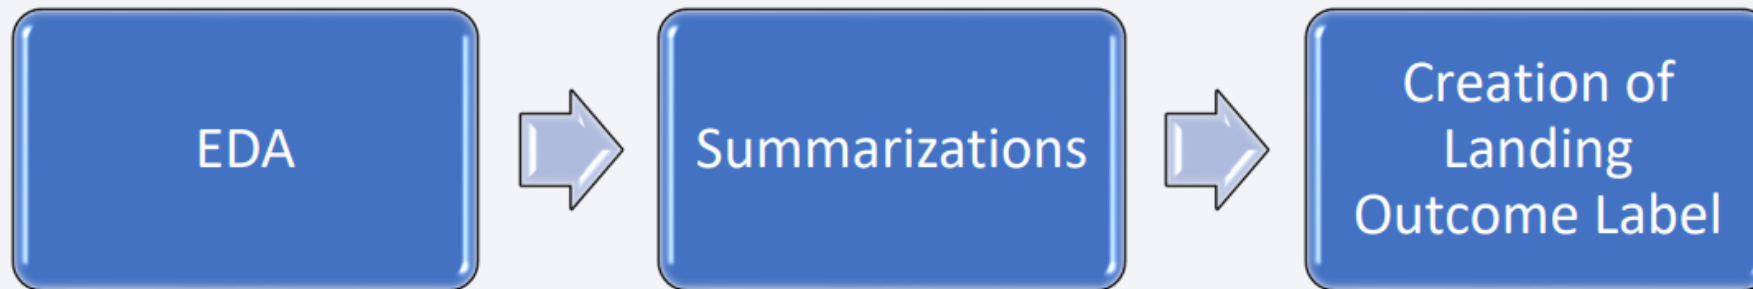 EDA
Summarizations
Creation of
Landing
Outcome Label